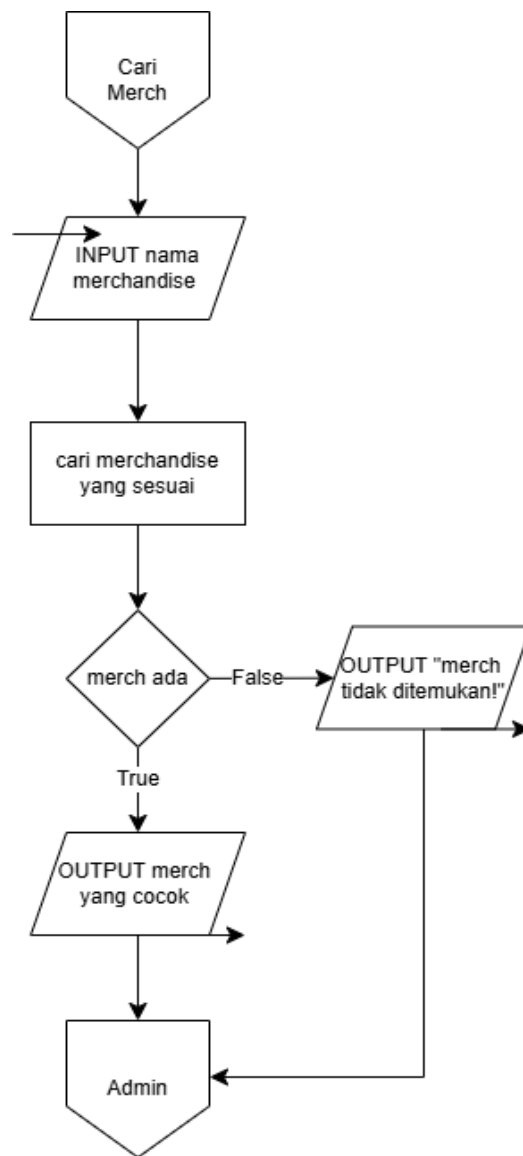 Cari
Merch
INPUT nama
merchandise
cari merchandise
yang sesuai
merch ada
False
OUTPUT "merch
tidak ditemukan!"
True
OUTPUT merch
yang cocok
Admin